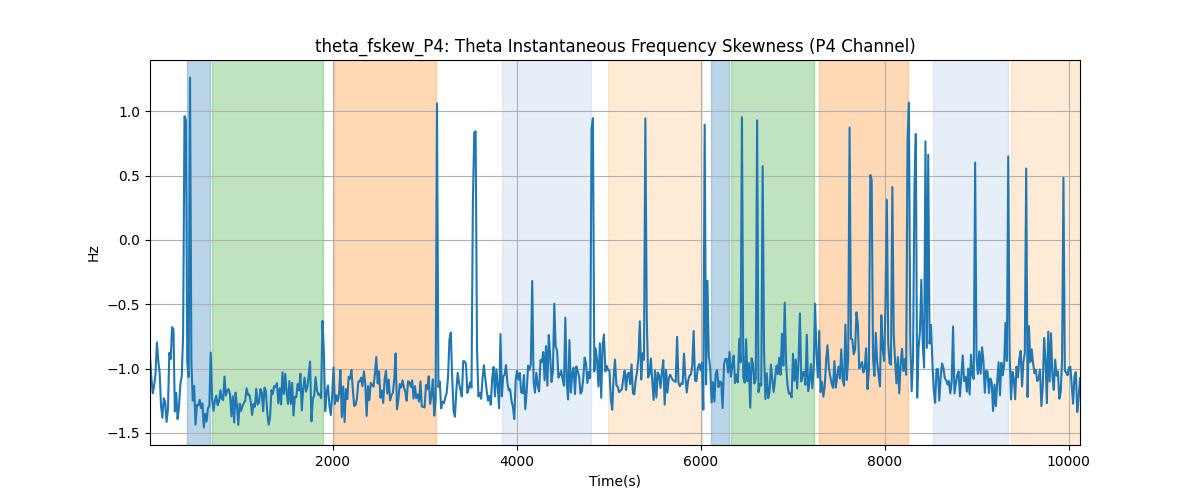 theta_fskew_P4: Theta Instantaneous Frequency Skewness (P4 Channel)
1.0
0.5
0.0
−0.5
−1.0
−1.5
Hz
2000 4000 6000 8000 10000
Time(s)